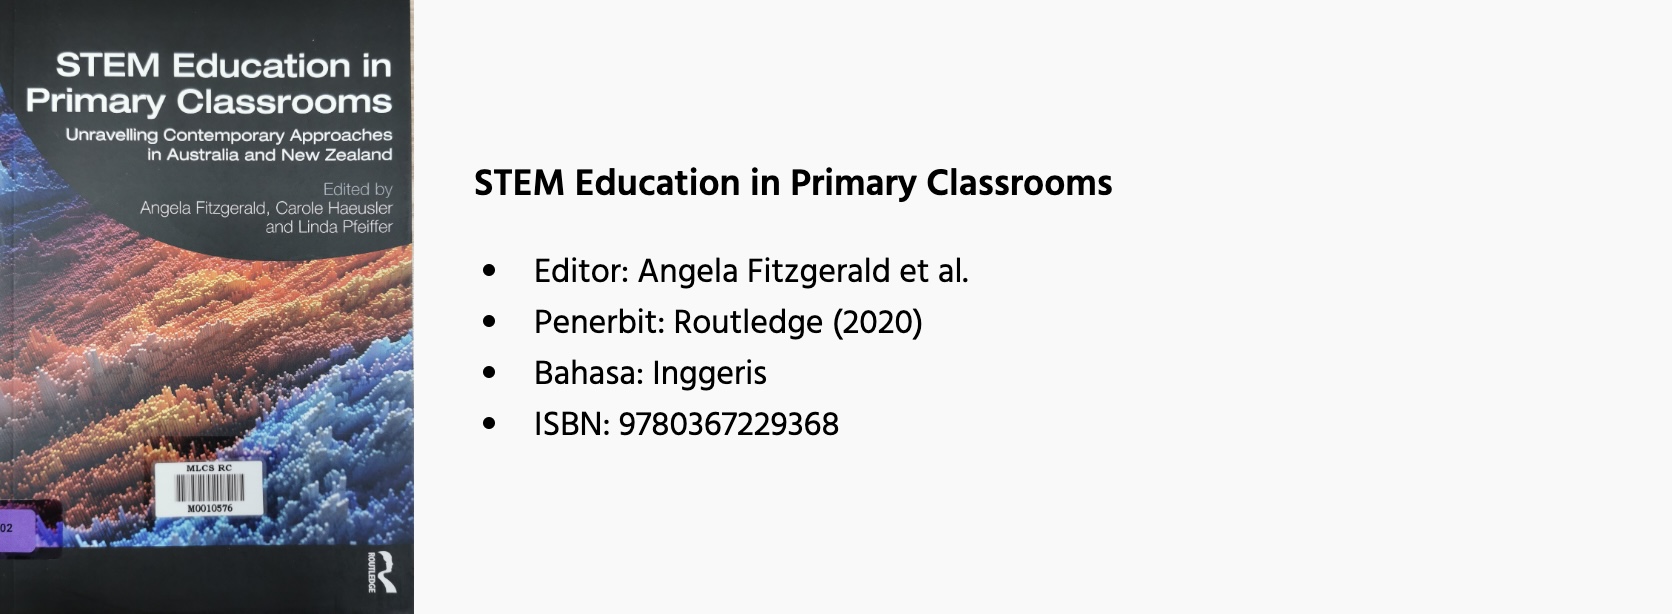 STEM Education in
Primary Classrooms
Unravelling Contemporary Approaches
in Australia and New Zealand
Edited by
Angela Fitzgerald, Carole Haeusler
and Linda Pfeiffer
MLCS RC
M0010576
02
ROUTLEDGE
STEM Education in Primary Classrooms
• Editor: Angela Fitzgerald et al.
• Penerbit: Routledge (2020)
• Bahasa: Inggeris
• ISBN: 9780367229368